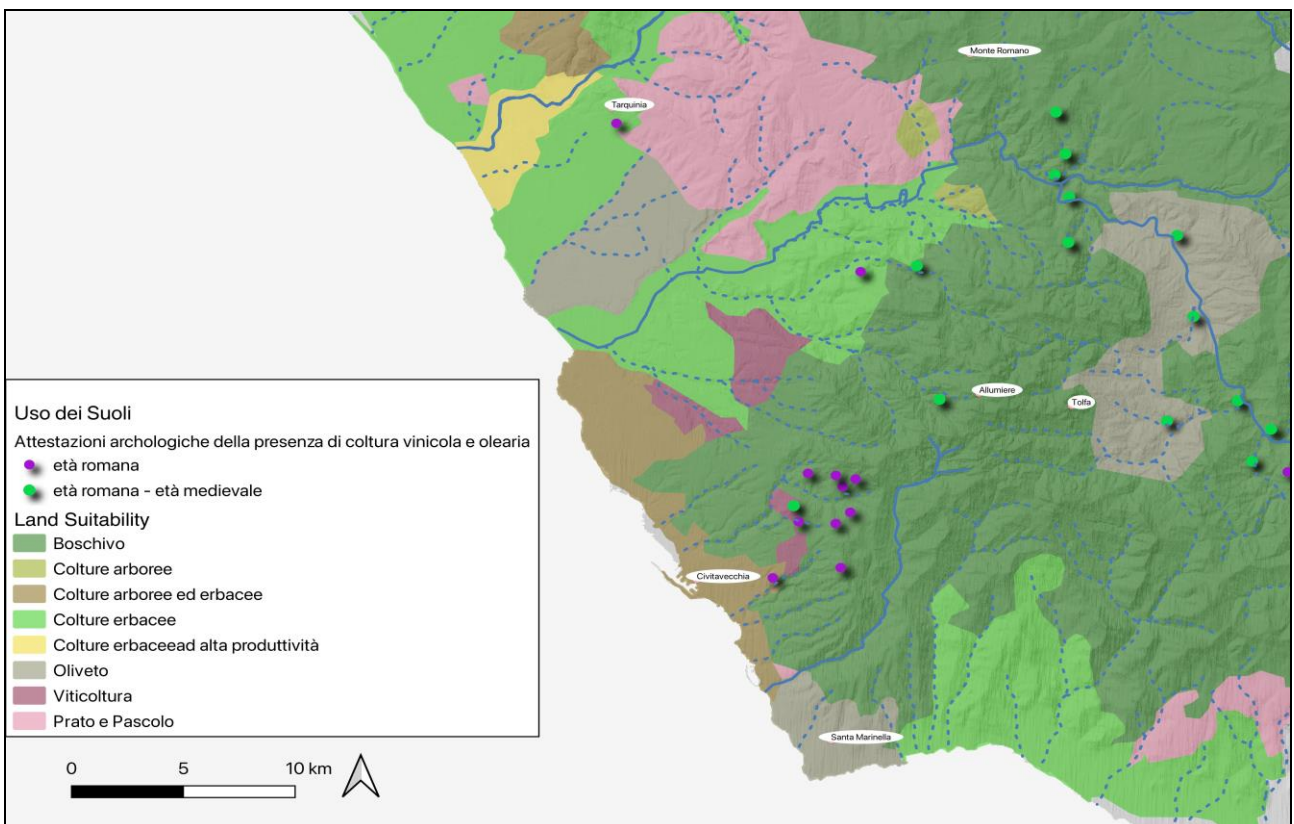 Monte Romano
Tarquinia
Allumiere
Tolfa
Civitavecchia
Santa Marinella
Uso dei Suoli
Attestazioni archologiche della presenza di coltura vinicola e olearia
età romana
età romana - età medievale
Land Suitability
Boschivo
Colture arboree
Colture arboree ed erbacee
Colture erbacee
Colture erbaceead alta produttività
Oliveto
Viticoltura
Prato e Pascolo
0 5 10 km